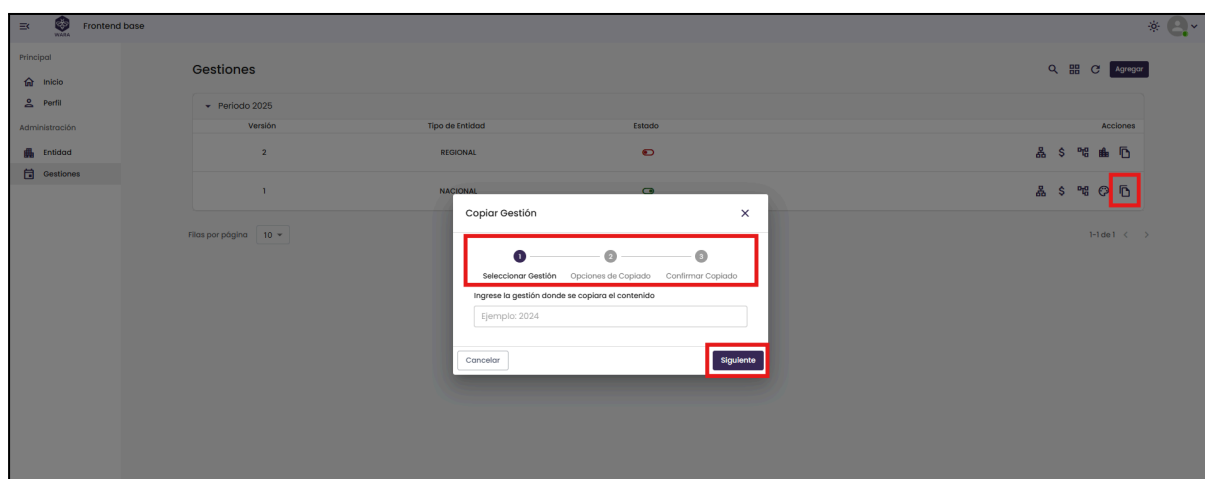 Frontend base
WARA
Principal
Inicio
Perfil
Administración
Entidad
Gestiones
Gestiones
Agregar
Periodo 2025
Versión Tipo de Entidad Estado Acciones
2 REGIONAL
1 NACIONAL
Filas por página 10
1-1 de 1
Copiar Gestión
1 2 3
Seleccionar Gestión Opciones de Copiado Confirmar Copiado
Ingrese la gestión donde se copiara el contenido
Ejemplo: 2024
Cancelar Siguiente